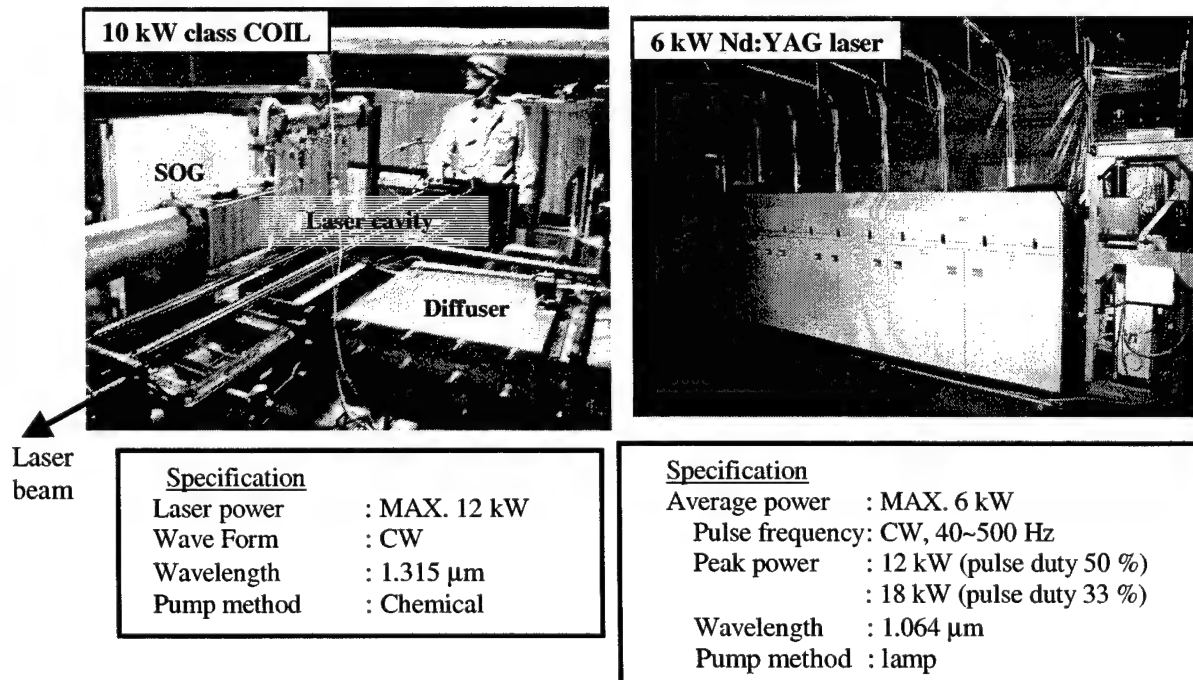 10 kW class COIL
SOG
Laser cavity
Diffuser
Laser
beam
Specification
Laser power : MAX. 12 kW
Wave Form : CW
Wavelength : 1.315 μm
Pump method : Chemical
6 kW Nd:YAG laser
Specification
Average power : MAX. 6 kW
Pulse frequency: CW, 40~500 Hz
Peak power : 12 kW (pulse duty 50 %)
: 18 kW (pulse duty 33 %)
Wavelength : 1.064 μm
Pump method : lamp